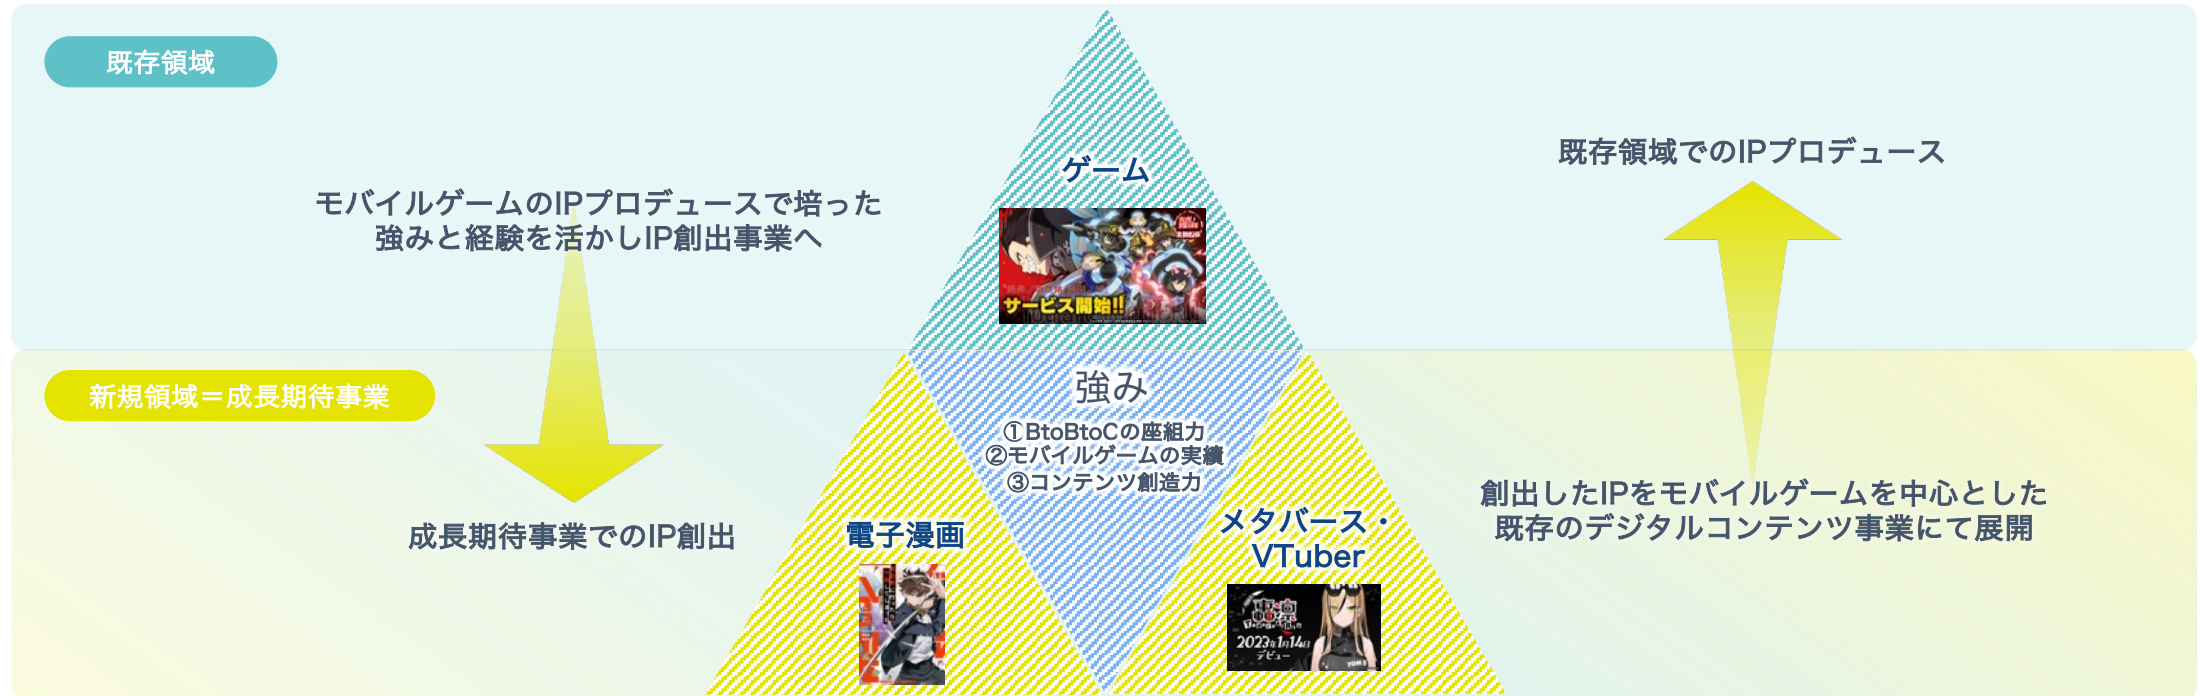 既存領域
モバイルゲームのIPプロデュースで培った
強みと経験を活かしIP創出事業へ
ゲーム
サービス開始!!
既存領域でのIPプロデュース
新規領域＝成長期待事業
成長期待事業でのIP創出
強み
①BtoBtoCの座組力
②モバイルゲームの実績
③コンテンツ創造力
電子漫画
メタバース・
VTuber
2023年1月14日
デビュー
創出したIPをモバイルゲームを中心とした
既存のデジタルコンテンツ事業にて展開